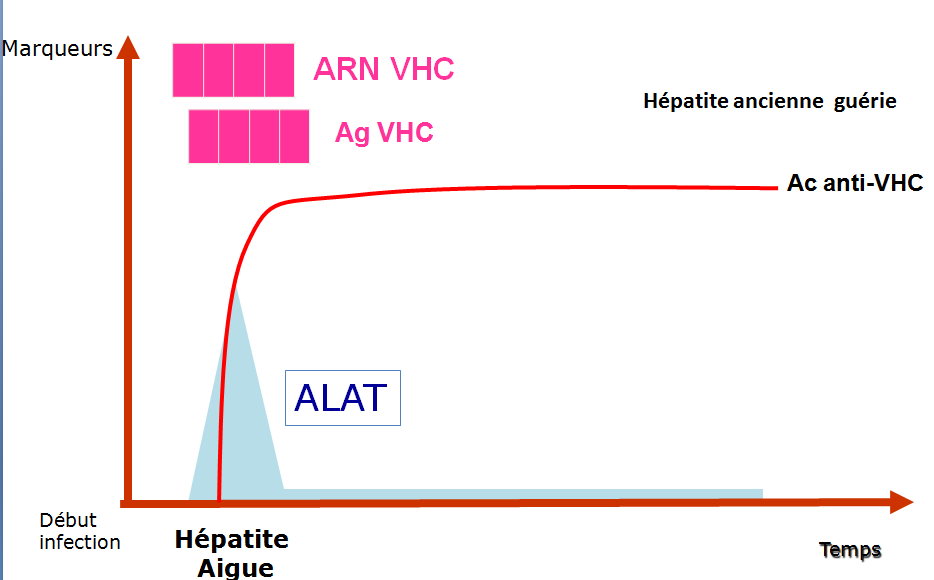 Marqueurs
ARN VHC
Hépatite ancienne guérie
Ag VHC
Ac anti-VHC
ALAT
Début
infection
Hépatite
Aigue
Temps